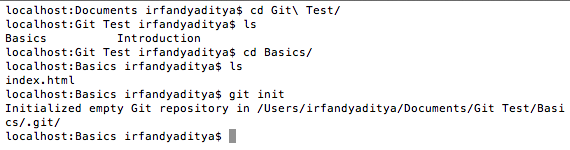 localhost:Documents irfandyaditya$ cd Git\ Test/
localhost:Git Test irfandyaditya$ ls
Basics          Introduction
localhost:Git Test irfandyaditya$ cd Basics/
localhost:Basics irfandyaditya$ ls
index.html
localhost:Basics irfandyaditya$ git init
Initialized empty Git repository in /Users/irfandyaditya/Documents/Git Test/Basi
cs/.git/
localhost:Basics irfandyaditya$